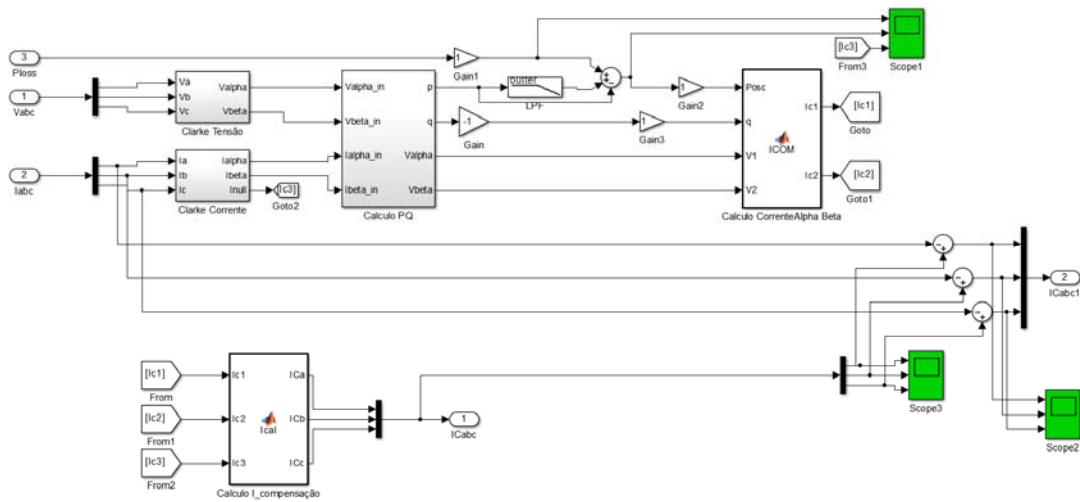 3
Ploss
1
Gain1
[Ic3]
From3
Scope1
1
Vabc
Va
Vb
Vc
Valpha
Vbeta
Clarke Tensão
Valpha_in
Vbeta_in
Ialpha_in
Ibeta_in
p
q
Valpha
Vbeta
Calculo PQ
butter
LPF
-1
Gain
1
Gain2
1
Gain3
Posc
q
V1
V2
ICOM
Ic1
Ic2
Calculo CorrenteAlpha Beta
[Ic1]
Goto
[Ic2]
Goto1
2
Iabc
Ia
Ib
Ic
Ialpha
Ibeta
Inull
Clarke Corrente
[Ic3]
Goto2
2
ICabc1
[Ic1]
From
[Ic2]
From1
[Ic3]
From2
Ic1
Ic2
Ic3
Ical
ICa
ICb
ICc
Calculo I_compensação
1
ICabc
Scope3
Scope2